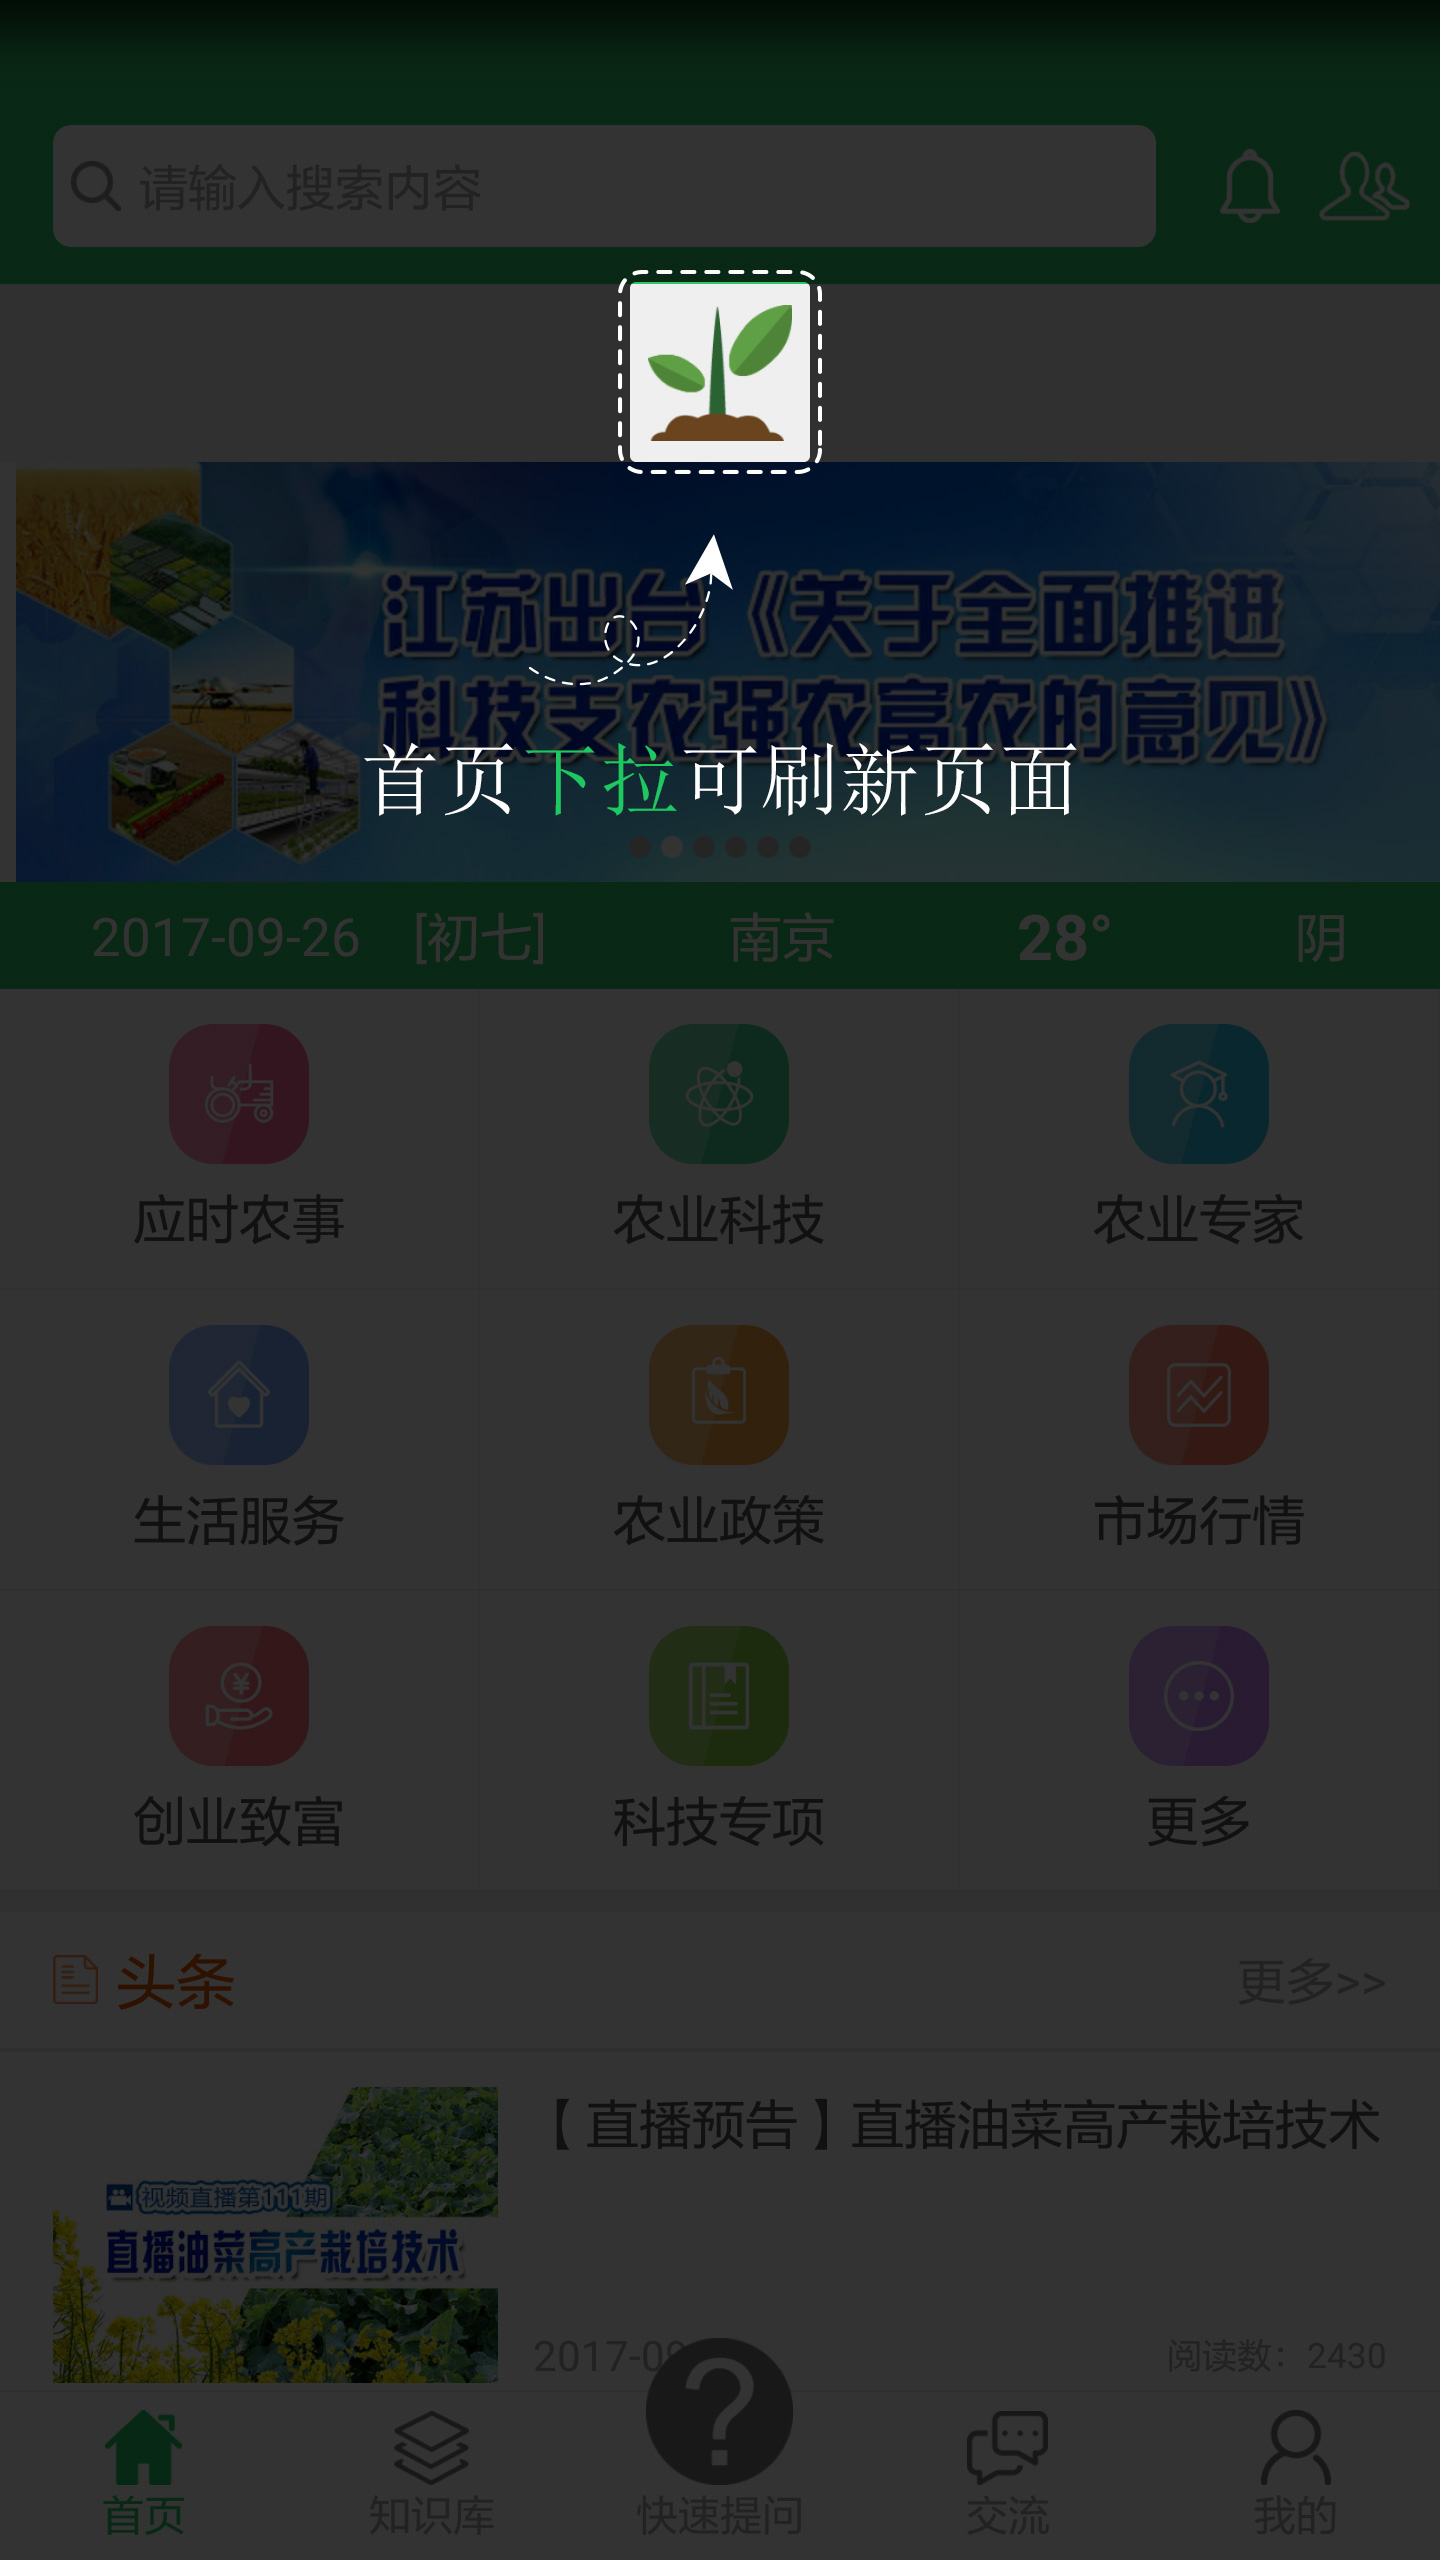 请输入搜索内容
江苏出台《关于全面推进
科技支农强农富农的意见》
首页下拉可刷新页面
2017-09-26 [初七] 南京 28° 阴
应时农事 农业科技 农业专家
生活服务 农业政策 市场行情
创业致富 科技专项 更多
头条 更多>>
【直播预告】直播油菜高产栽培技术
视频直播第111期
直播油菜高产栽培技术
2017-09 阅读数：2430
首页 知识库 快速提问 交流 我的